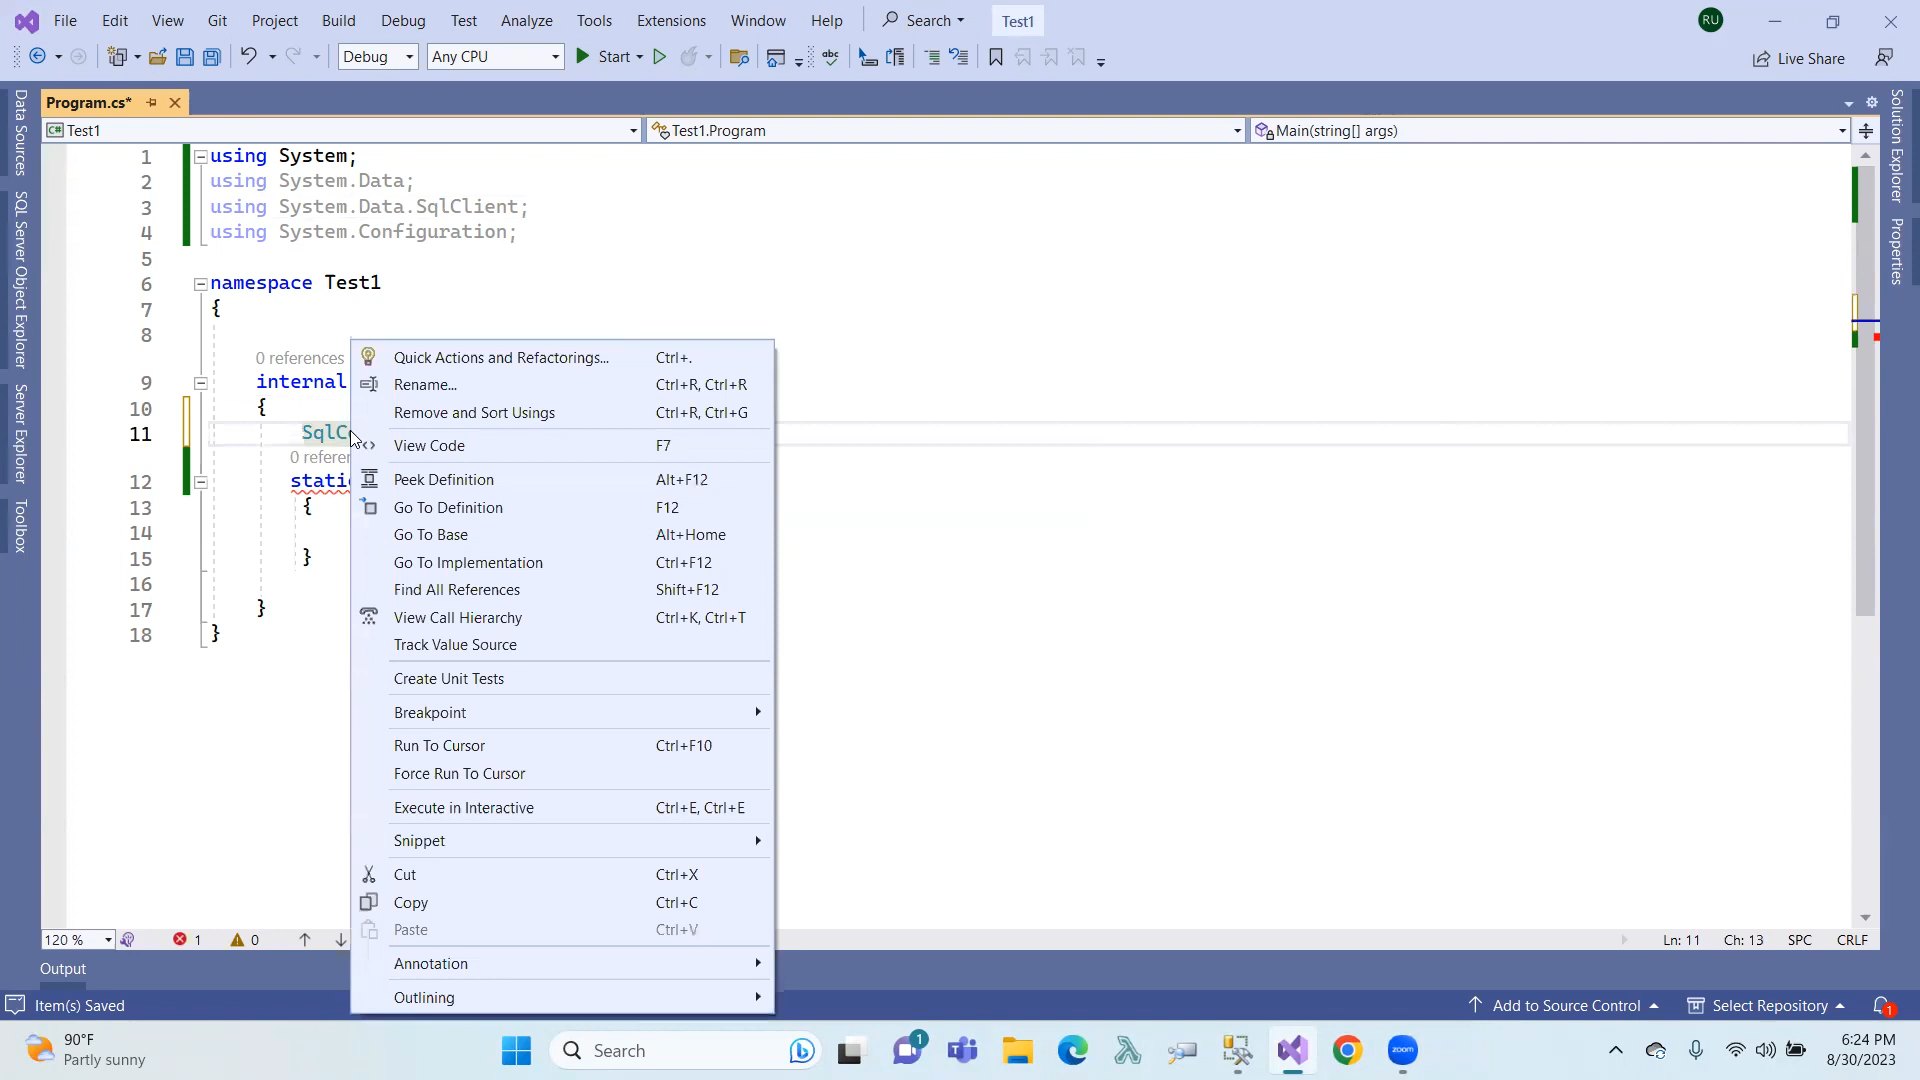 File Edit View Git Project Build Debug Test Analyze Tools Extensions Window Help Search Test1 RU
Debug Any CPU Start abc Live Share
Program.cs*
Test1 Test1.Program Main(string[] args)
Data Sources
SQL Server Object Explorer
Server Explorer
Toolbox
Solution Explorer
Properties
1 using System;
2 using System.Data;
3 using System.Data.SqlClient;
4 using System.Configuration;
5
6 namespace Test1
7 {
8
0 references
9 internal
10 {
11 SqlC
0 refere
12 stati
13 {
14
15 }
16
17 }
18 }
Quick Actions and Refactorings... Ctrl+.
Rename... Ctrl+R, Ctrl+R
Remove and Sort Usings Ctrl+R, Ctrl+G
View Code F7
Peek Definition Alt+F12
Go To Definition F12
Go To Base Alt+Home
Go To Implementation Ctrl+F12
Find All References Shift+F12
View Call Hierarchy Ctrl+K, Ctrl+T
Track Value Source
Create Unit Tests
Breakpoint
Run To Cursor Ctrl+F10
Force Run To Cursor
Execute in Interactive Ctrl+E, Ctrl+E
Snippet
Cut Ctrl+X
Copy Ctrl+C
Paste Ctrl+V
Annotation
Outlining
120 % 1 0 Ln: 11 Ch: 13 SPC CRLF
Output
Item(s) Saved Add to Source Control Select Repository 1
90°F
Partly sunny
Search 1 zoom
6:24 PM
8/30/2023